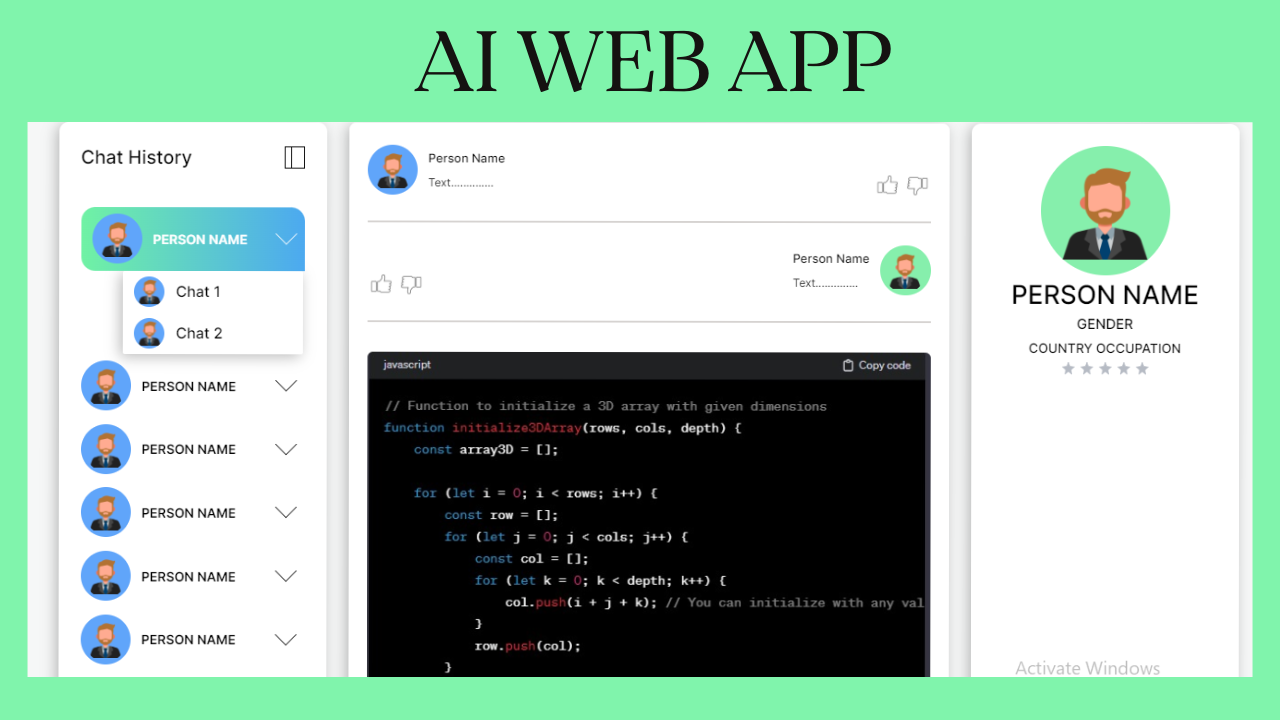 AI WEB APP
Chat History
PERSON NAME
Chat 1
Chat 2
PERSON NAME
PERSON NAME
PERSON NAME
PERSON NAME
PERSON NAME
Person Name
Text..............
Person Name
Text..............
javascript
Copy code
// Function to initialize a 3D array with given dimensions
function initialize3DArray(rows, cols, depth) {
    const array3D = [];
    for (let i = 0; i < rows; i++) {
        const row = [];
        for (let j = 0; j < cols; j++) {
            const col = [];
            for (let k = 0; k < depth; k++) {
                col.push(i + j + k); // You can initialize with any val
            }
            row.push(col);
        }
PERSON NAME
GENDER
COUNTRY OCCUPATION
Activate Windows